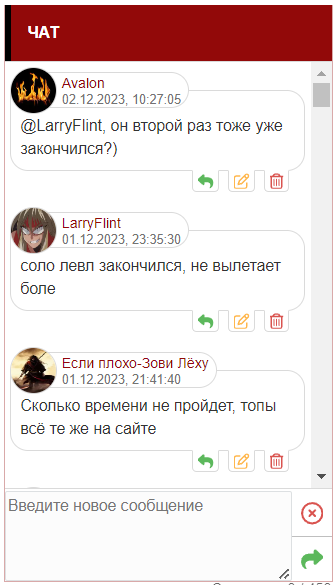 ЧАТ
Avalon
02.12.2023, 10:27:05
@LarryFlint, он второй раз тоже уже
закончился?)
LarryFlint
01.12.2023, 23:35:30
соло левл закончился, не вылетает
боле
Если плохо-Зови Лёху
01.12.2023, 21:41:40
Сколько времени не пройдет, топы
всё те же на сайте
Введите новое сообщение